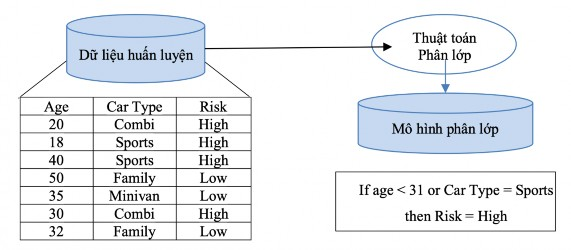 Dữ liệu huấn luyện
Thuật toán
Phân lớp
Age Car Type Risk
20 Combi High
18 Sports High
40 Sports High
50 Family Low
35 Minivan Low
30 Combi High
32 Family Low
Mô hình phân lớp
If age < 31 or Car Type = Sports
then Risk = High